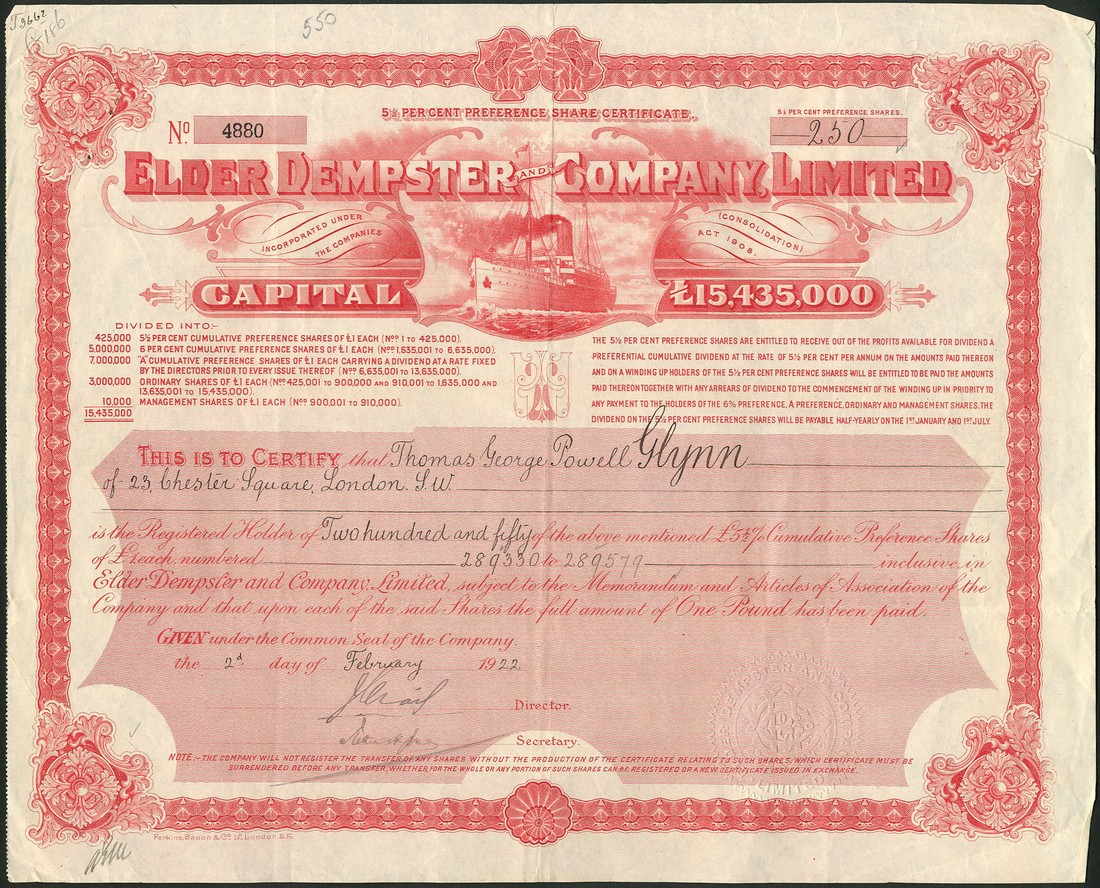 T 9662
186
550
5½ PER CENT PREFERENCE SHARE CERTIFICATE.
5½ PER CENT PREFERENCE SHARES.
No. 4880
250
ELDER DEMPSTER AND COMPANY, LIMITED
INCORPORATED UNDER THE COMPANIES
(CONSOLIDATION) ACT 1908.
CAPITAL £15,435,000
DIVIDED INTO:-
425,000 5½ PER CENT CUMULATIVE PREFERENCE SHARES OF £1 EACH (Nos 1 TO 425,000).
5,000,000 6 PER CENT CUMULATIVE PREFERENCE SHARES OF £1 EACH (Nos 1,635,001 TO 6,635,000).
7,000,000 "A" CUMULATIVE PREFERENCE SHARES OF £1 EACH CARRYING A DIVIDEND AT A RATE FIXED
BY THE DIRECTORS PRIOR TO EVERY ISSUE THEREOF (Nos 6,635,001 TO 13,635,000).
3,000,000 ORDINARY SHARES OF £1 EACH (Nos 425,001 TO 900,000 AND 910,001 TO 1,635,000 AND
13,635,001 TO 15,435,000).
10,000 MANAGEMENT SHARES OF £1 EACH (Nos 900,001 TO 910,000).
15,435,000
THE 5½ PER CENT PREFERENCE SHARES ARE ENTITLED TO RECEIVE OUT OF THE PROFITS AVAILABLE FOR DIVIDEND A
PREFERENTIAL CUMULATIVE DIVIDEND AT THE RATE OF 5½ PER CENT PER ANNUM ON THE AMOUNTS PAID THEREON
AND ON A WINDING UP HOLDERS OF THE 5½ PER CENT PREFERENCE SHARES WILL BE ENTITLED TO BE PAID THE AMOUNTS
PAID THEREON TOGETHER WITH ANY ARREARS OF DIVIDEND TO THE COMMENCEMENT OF THE WINDING UP IN PRIORITY TO
ANY PAYMENT TO THE HOLDERS OF THE 6% PREFERENCE, A PREFERENCE, ORDINARY AND MANAGEMENT SHARES, THE
DIVIDEND ON THE 5½ PER CENT PREFERENCE SHARES WILL BE PAYABLE HALF-YEARLY ON THE 1ST JANUARY AND 1ST JULY.
THIS IS TO CERTIFY that Thomas George Powell Glynn
of 23, Chester Square, London. S.W.
is the Registered Holder of Two hundred and fifty of the above mentioned £5½% Cumulative Preference Shares
of £1 each, numbered 289330 to 289579 inclusive, in
Elder Dempster and Company, Limited, subject to the Memorandum and Articles of Association of the
Company and that upon each of the said Shares the full amount of One Pound has been paid.
GIVEN under the Common Seal of the Company.
the 2d day of February 1922
Director.
Secretary.
NOTE:- THE COMPANY WILL NOT REGISTER THE TRANSFER OF ANY SHARES WITHOUT THE PRODUCTION OF THE CERTIFICATE RELATING TO SUCH SHARES, WHICH CERTIFICATE MUST BE
SURRENDERED BEFORE ANY TRANSFER, WHETHER FOR THE WHOLE OR ANY PORTION OF SUCH SHARES CAN BE REGISTERED OR A NEW CERTIFICATE ISSUED IN EXCHANGE.
Perkins, Bacon & Co Ld, London. S.E.